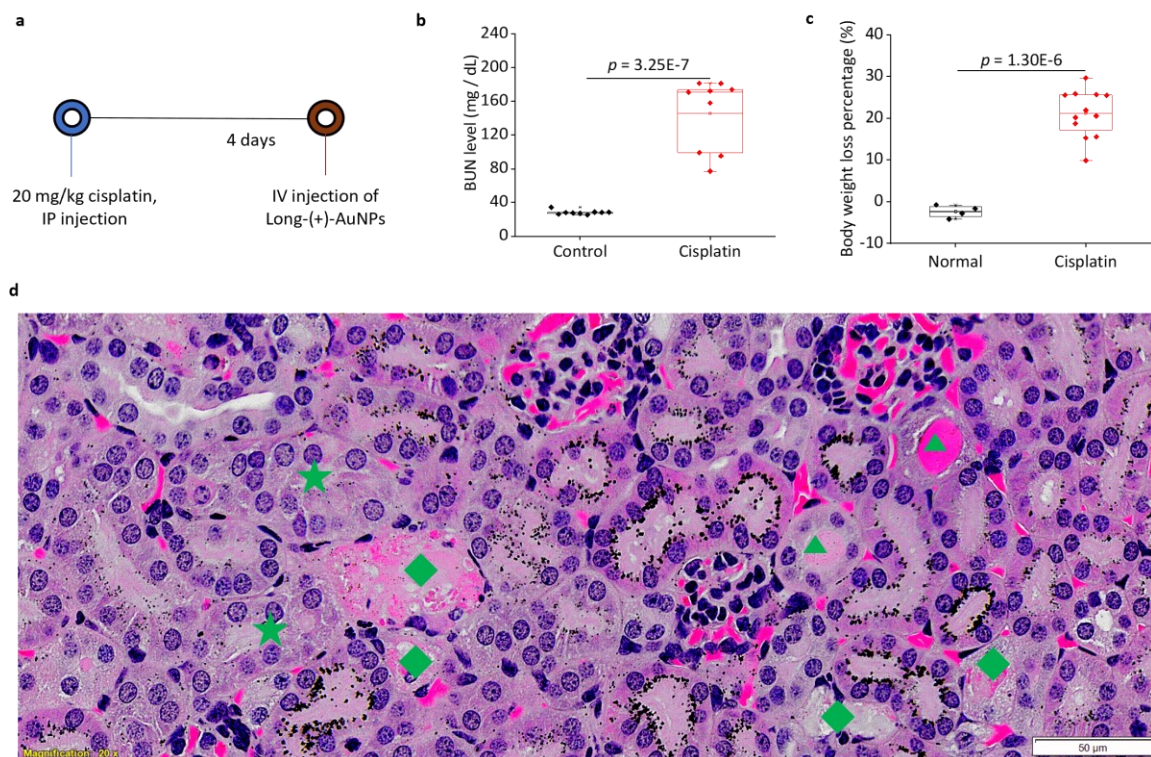 a
4 days
20 mg/kg cisplatin,
IP injection
IV injection of
Long-(+)-AuNPs
b
BUN level (mg / dL)
240
200
160
120
80
40
0
p = 3.25E-7
Control
Cisplatin
c
Body weight loss percentage (%)
40
30
20
10
0
-10
p = 1.30E-6
Normal
Cisplatin
d
Magnification 20 x
50 µm